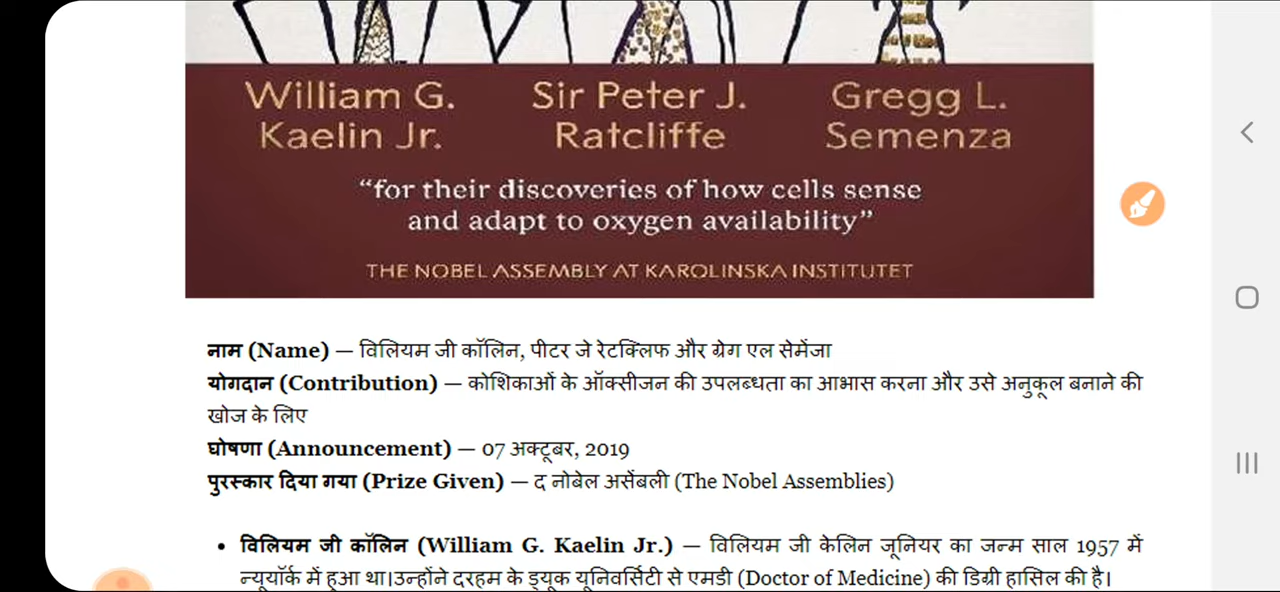 William G. Sir Peter J. Gregg L.
Kaelin Jr. Ratcliffe Semenza
“for their discoveries of how cells sense
and adapt to oxygen availability”
THE NOBEL ASSEMBLY AT KAROLINSKA INSTITUTET
नाम (Name) — विलियम जी कॉलिन, पीटर जे रेटक्लिफ और ग्रेग एल सेमेंजा
योगदान (Contribution) — कोशिकाओं के ऑक्सीजन की उपलब्धता का आभास करना और उसे अनुकूल बनाने की
खोज के लिए
घोषणा (Announcement) — 07 अक्टूबर, 2019
पुरस्कार दिया गया (Prize Given) — द नोबेल असेंबली (The Nobel Assemblies)
• विलियम जी कॉलिन (William G. Kaelin Jr.) — विलियम जी केलिन जूनियर का जन्म साल 1957 में
न्यूयॉर्क में हुआ था।उन्होंने दरहम के ड्यूक यूनिवर्सिटी से एमडी (Doctor of Medicine) की डिग्री हासिल की है।